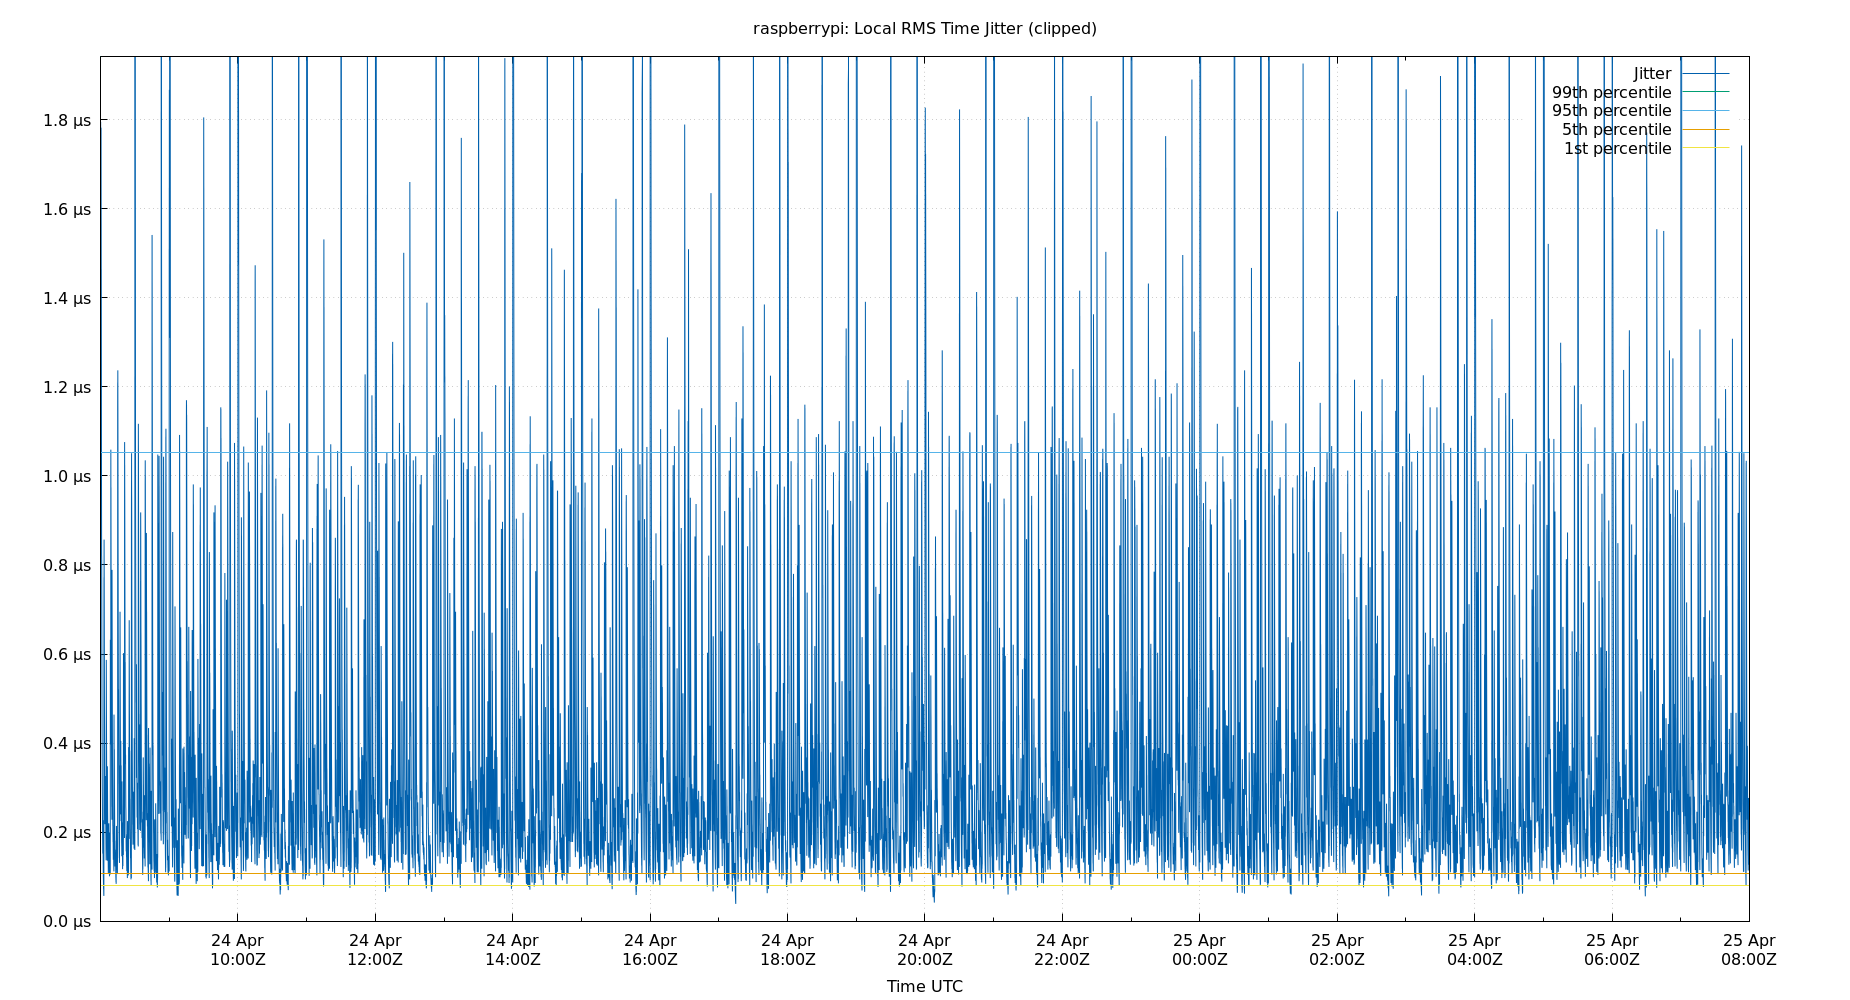 raspberrypi: Local RMS Time Jitter (clipped)
Jitter
99th percentile
95th percentile
5th percentile
1st percentile
1.8 µs
1.6 µs
1.4 µs
1.2 µs
1.0 µs
0.8 µs
0.6 µs
0.4 µs
0.2 µs
0.0 µs
24 Apr 24 Apr 24 Apr 24 Apr 24 Apr 24 Apr 24 Apr 25 Apr 25 Apr 25 Apr 25 Apr 25 Apr
10:00Z 12:00Z 14:00Z 16:00Z 18:00Z 20:00Z 22:00Z 00:00Z 02:00Z 04:00Z 06:00Z 08:00Z
Time UTC